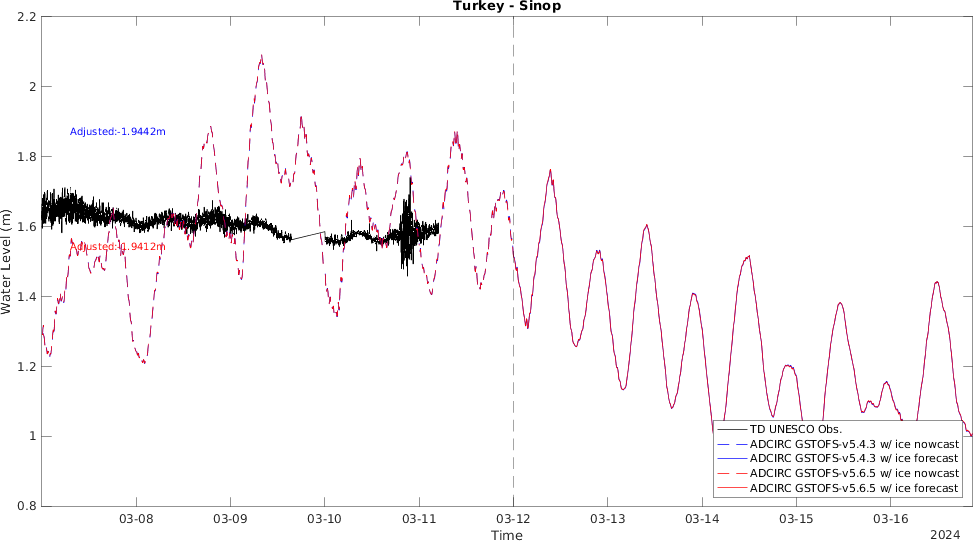 Turkey - Sinop
2.2
2
1.8
1.6
1.4
1.2
1
0.8
Water Level (m)
Adjusted:-1.9442m
Adjusted:-1.9412m
TD UNESCO Obs.
ADCIRC GSTOFS-v5.4.3 w/ ice nowcast
ADCIRC GSTOFS-v5.4.3 w/ ice forecast
ADCIRC GSTOFS-v5.6.5 w/ ice nowcast
ADCIRC GSTOFS-v5.6.5 w/ ice forecast
03-08 03-09 03-10 03-11 03-12 03-13 03-14 03-15 03-16
Time
2024